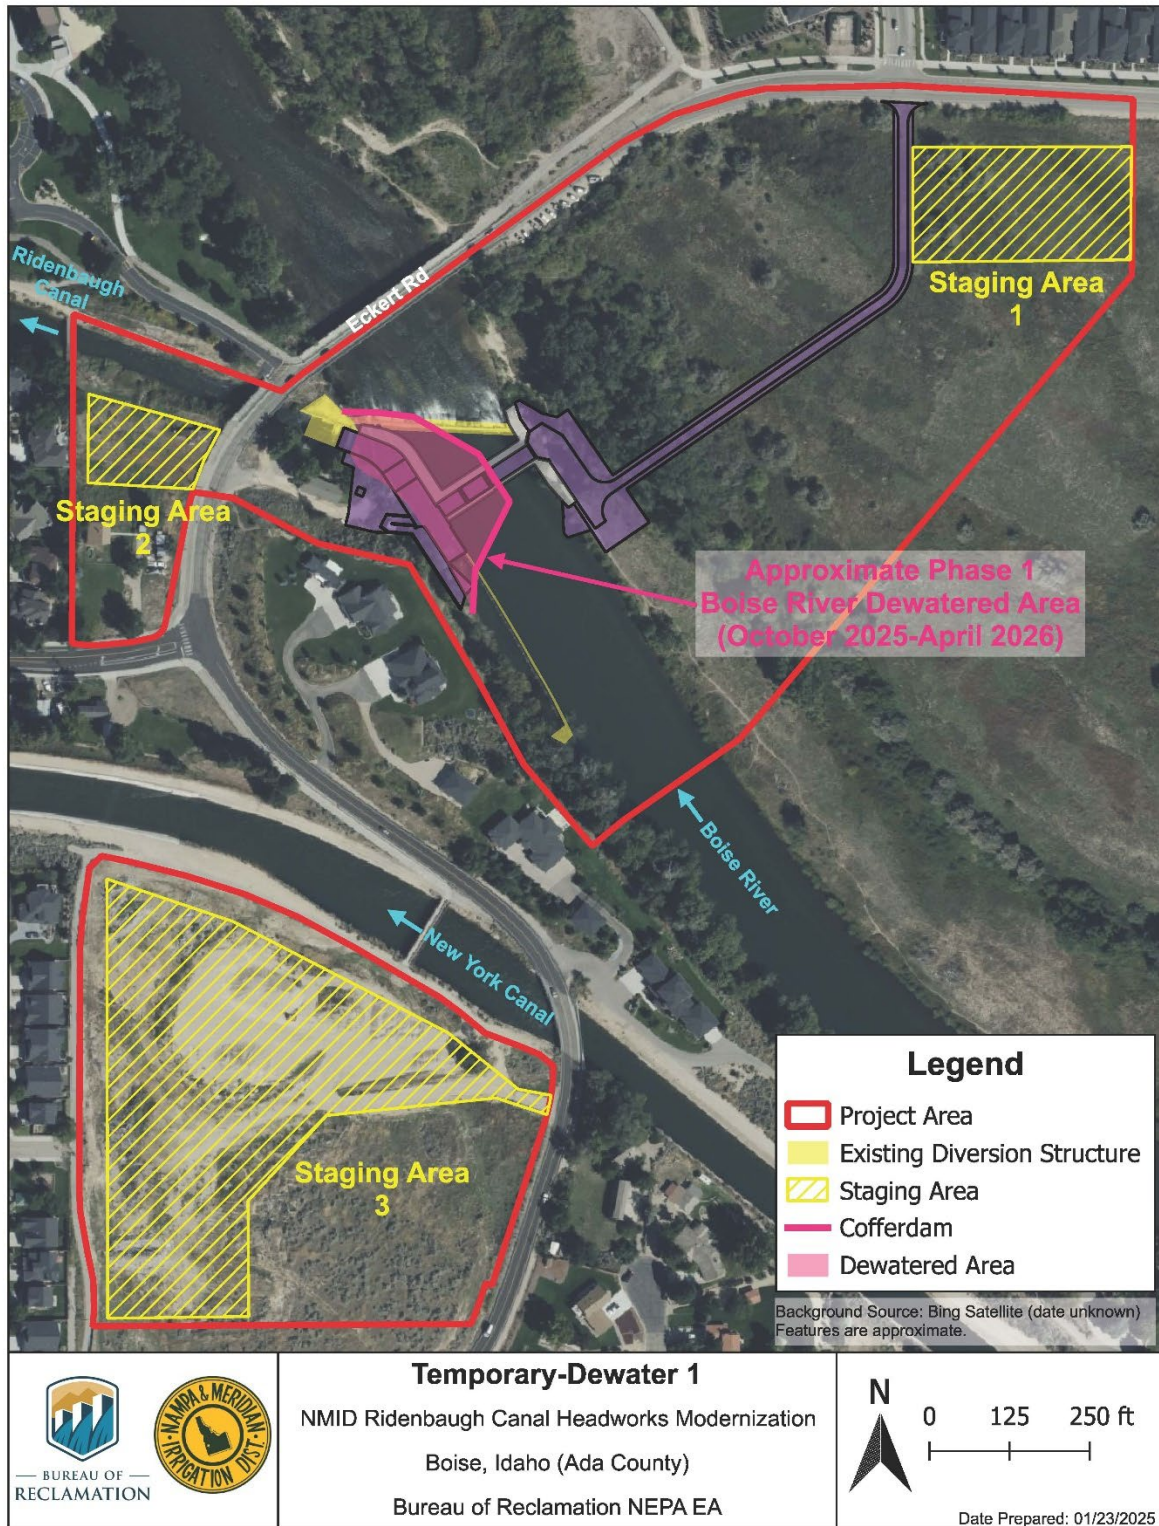 Ridenbaugh
Canal
Eckert Rd
Staging Area
1
Staging Area
2
Approximate Phase 1
Boise River Dewatered Area
(October 2025-April 2026)
Boise River
New York Canal
Staging Area
3
Legend
Project Area
Existing Diversion Structure
Staging Area
Cofferdam
Dewatered Area
Background Source: Bing Satellite (date unknown)
Features are approximate.
BUREAU OF
RECLAMATION
NAMPA & MERIDIAN
IRRIGATION DIST.
Temporary-Dewater 1
NMID Ridenbaugh Canal Headworks Modernization
Boise, Idaho (Ada County)
Bureau of Reclamation NEPA EA
N
0 125 250 ft
Date Prepared: 01/23/2025